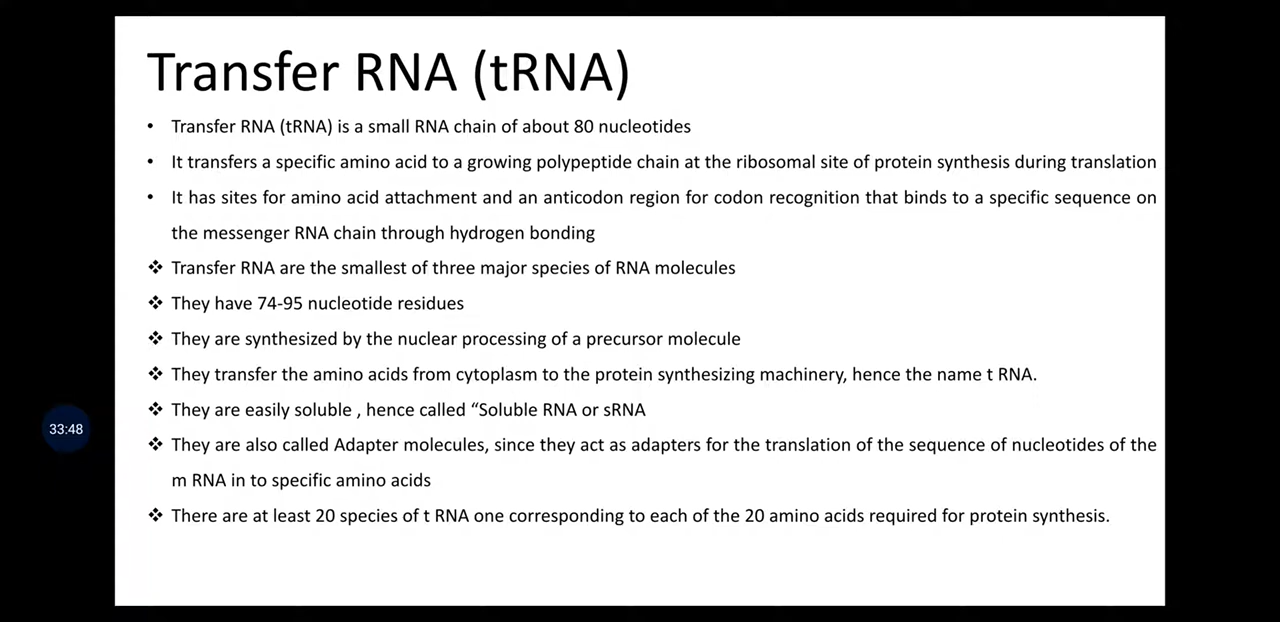 Transfer RNA (tRNA)
• Transfer RNA (tRNA) is a small RNA chain of about 80 nucleotides
• It transfers a specific amino acid to a growing polypeptide chain at the ribosomal site of protein synthesis during translation
• It has sites for amino acid attachment and an anticodon region for codon recognition that binds to a specific sequence on
the messenger RNA chain through hydrogen bonding
❖ Transfer RNA are the smallest of three major species of RNA molecules
❖ They have 74-95 nucleotide residues
❖ They are synthesized by the nuclear processing of a precursor molecule
❖ They transfer the amino acids from cytoplasm to the protein synthesizing machinery, hence the name t RNA.
❖ They are easily soluble , hence called “Soluble RNA or sRNA
❖ They are also called Adapter molecules, since they act as adapters for the translation of the sequence of nucleotides of the
m RNA in to specific amino acids
❖ There are at least 20 species of t RNA one corresponding to each of the 20 amino acids required for protein synthesis.
33:48